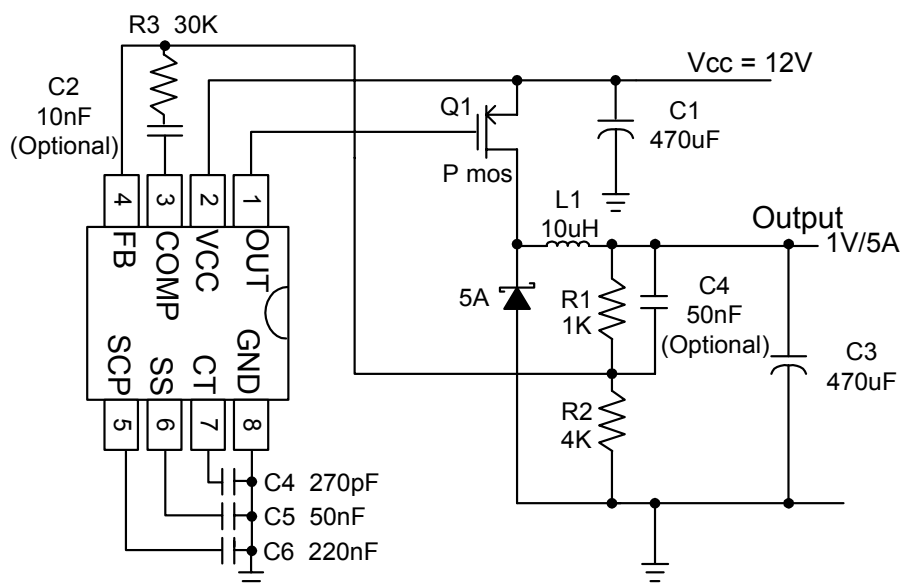 R3 30K
C2
10nF
(Optional)
Vcc = 12V
Q1
C1
470uF
P mos
4
3
2
1
FB
COMP
VCC
OUT
L1
10uH
Output
1V/5A
5A
R1
1K
C4
50nF
(Optional)
C3
470uF
SCP
SS
CT
GND
R2
4K
5
6
7
8
C4 270pF
C5 50nF
C6 220nF